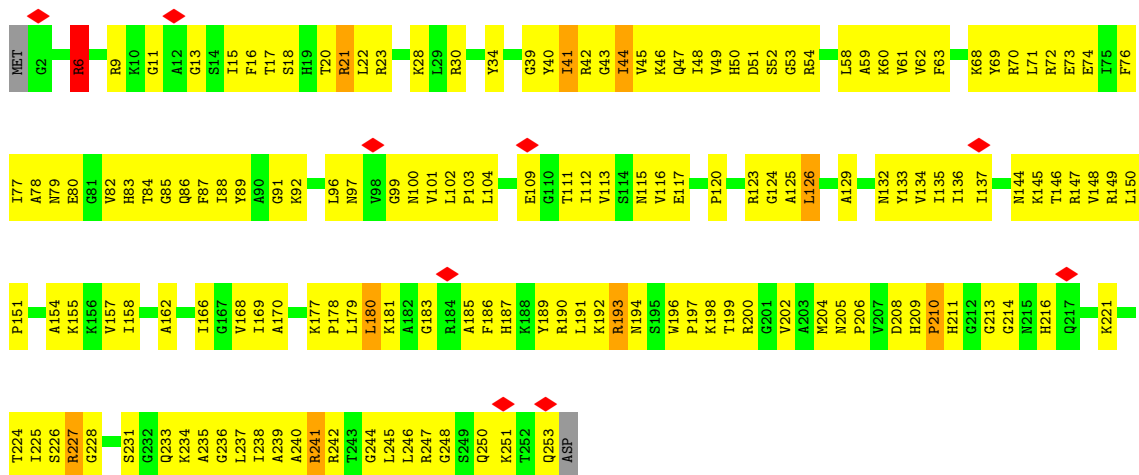 MET G2 R6 R9 K10 G11 A12 G13 S14 I15 F16 T17 S18 H19 T20 R21 L22 R23 K28 L29 R30 Y34 G39 Y40 I41 R42 G43 I44 V45 K46 Q47 I48 V49 H50 D51 S52 G53 R54 L58 A59 K60 V61 V62 F63 K68 Y69 R70 L71 R72 E73 E74 I75 F76
I77 A78 N79 E80 G81 V82 H83 T84 G85 Q86 F87 I88 Y89 A90 G91 K92 L96 N97 V98 G99 N100 V101 L102 P103 L104 E109 G110 T111 I112 V113 S114 N115 V116 E117 P120 R123 G124 A125 L126 A129 N132 Y133 V134 I135 I136 I137 N144 K145 T146 R147 V148 R149 L150
P151 A154 K155 K156 V157 I158 A162 I166 G167 V168 I169 A170 K177 P178 L179 L180 K181 A182 G183 R184 A185 F186 H187 K188 Y189 R190 L191 K192 R193 N194 S195 W196 P197 K198 T199 R200 G201 V202 A203 M204 N205 P206 V207 D208 H209 P210 H211 G212 G213 G214 N215 H216 Q217 K221
T224 I225 S226 R227 G228 S231 G232 Q233 K234 A235 G236 L237 I238 A239 A240 R241 R242 T243 G244 L245 L246 R247 G248 S249 Q250 K251 T252 Q253 ASP